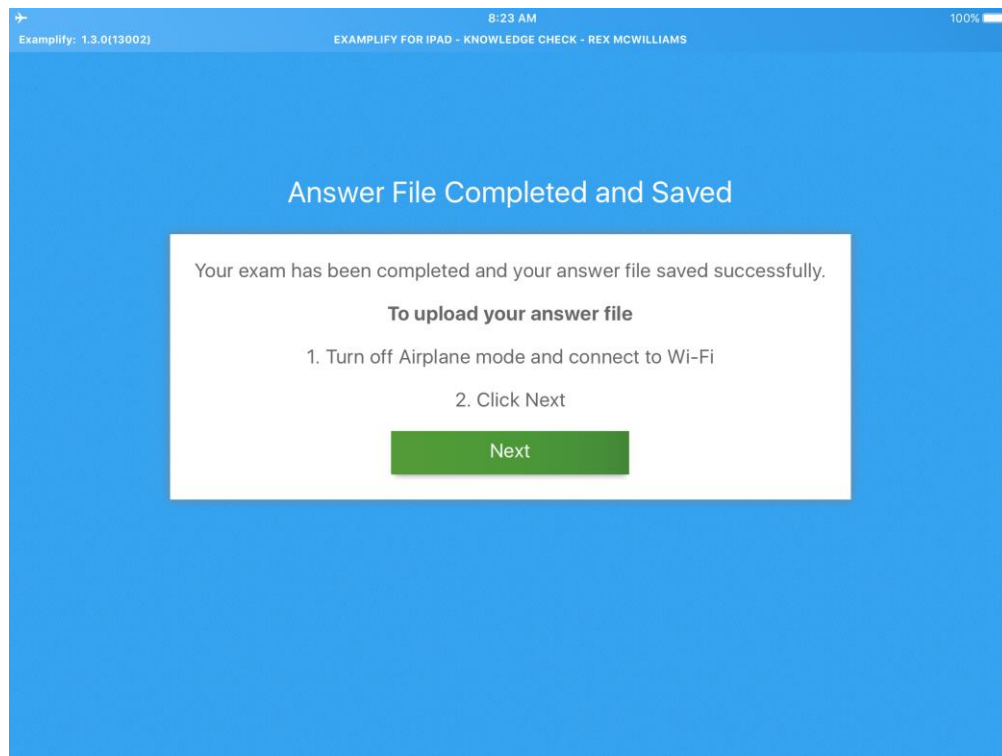 8:23 AM
100%
Examplify: 1.3.0(13002)
EXAMPLIFY FOR IPAD - KNOWLEDGE CHECK - REX MCWILLIAMS
Answer File Completed and Saved
Your exam has been completed and your answer file saved successfully.
To upload your answer file
1. Turn off Airplane mode and connect to Wi-Fi
2. Click Next
Next